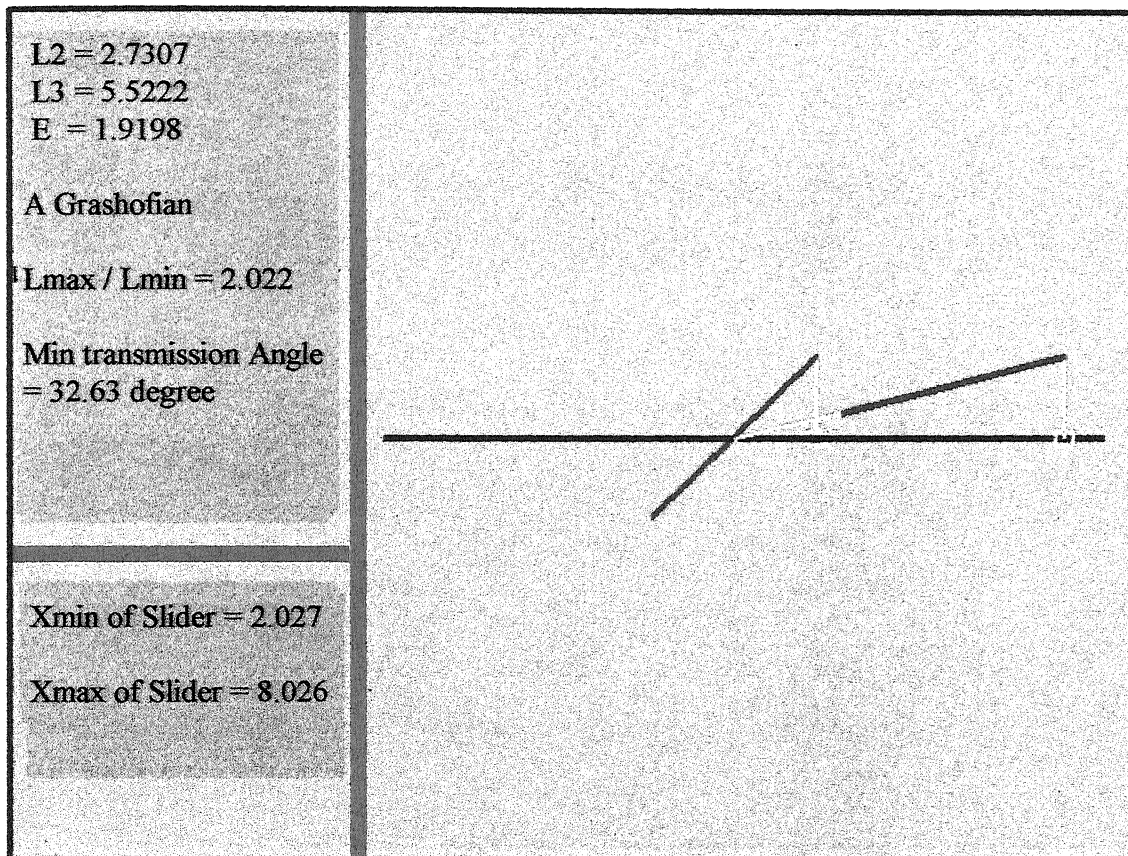 L2 = 2.7307
L3 = 5.5222
E = 1.9198
A Grashofian
Lmax / Lmin = 2.022
Min transmission Angle
= 32.63 degree
Xmin of Slider = 2.027
Xmax of Slider = 8.026